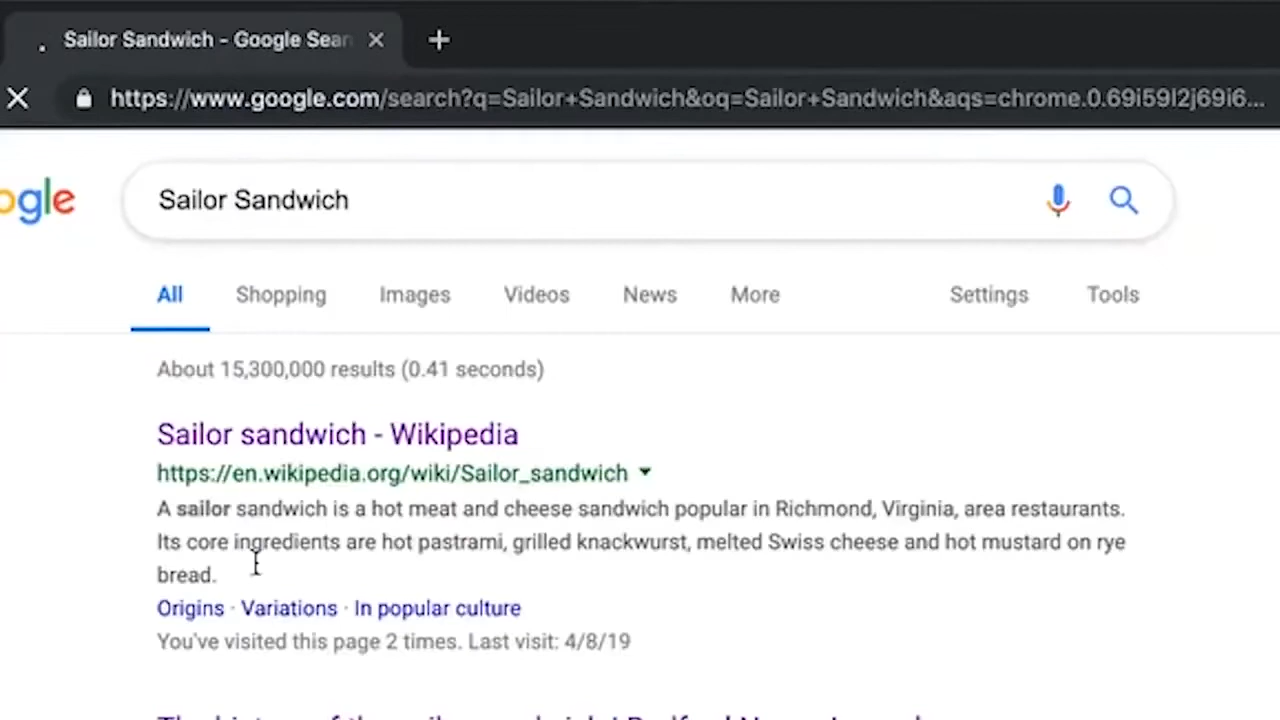 Sailor Sandwich - Google Sear
https://www.google.com/search?q=Sailor+Sandwich&oq=Sailor+Sandwich&aqs=chrome.0.69i59l2j69i6...
ogle
Sailor Sandwich
All Shopping Images Videos News More Settings Tools
About 15,300,000 results (0.41 seconds)
Sailor sandwich - Wikipedia
https://en.wikipedia.org/wiki/Sailor_sandwich
A sailor sandwich is a hot meat and cheese sandwich popular in Richmond, Virginia, area restaurants.
Its core ingredients are hot pastrami, grilled knackwurst, melted Swiss cheese and hot mustard on rye
bread.
Origins · Variations · In popular culture
You've visited this page 2 times. Last visit: 4/8/19